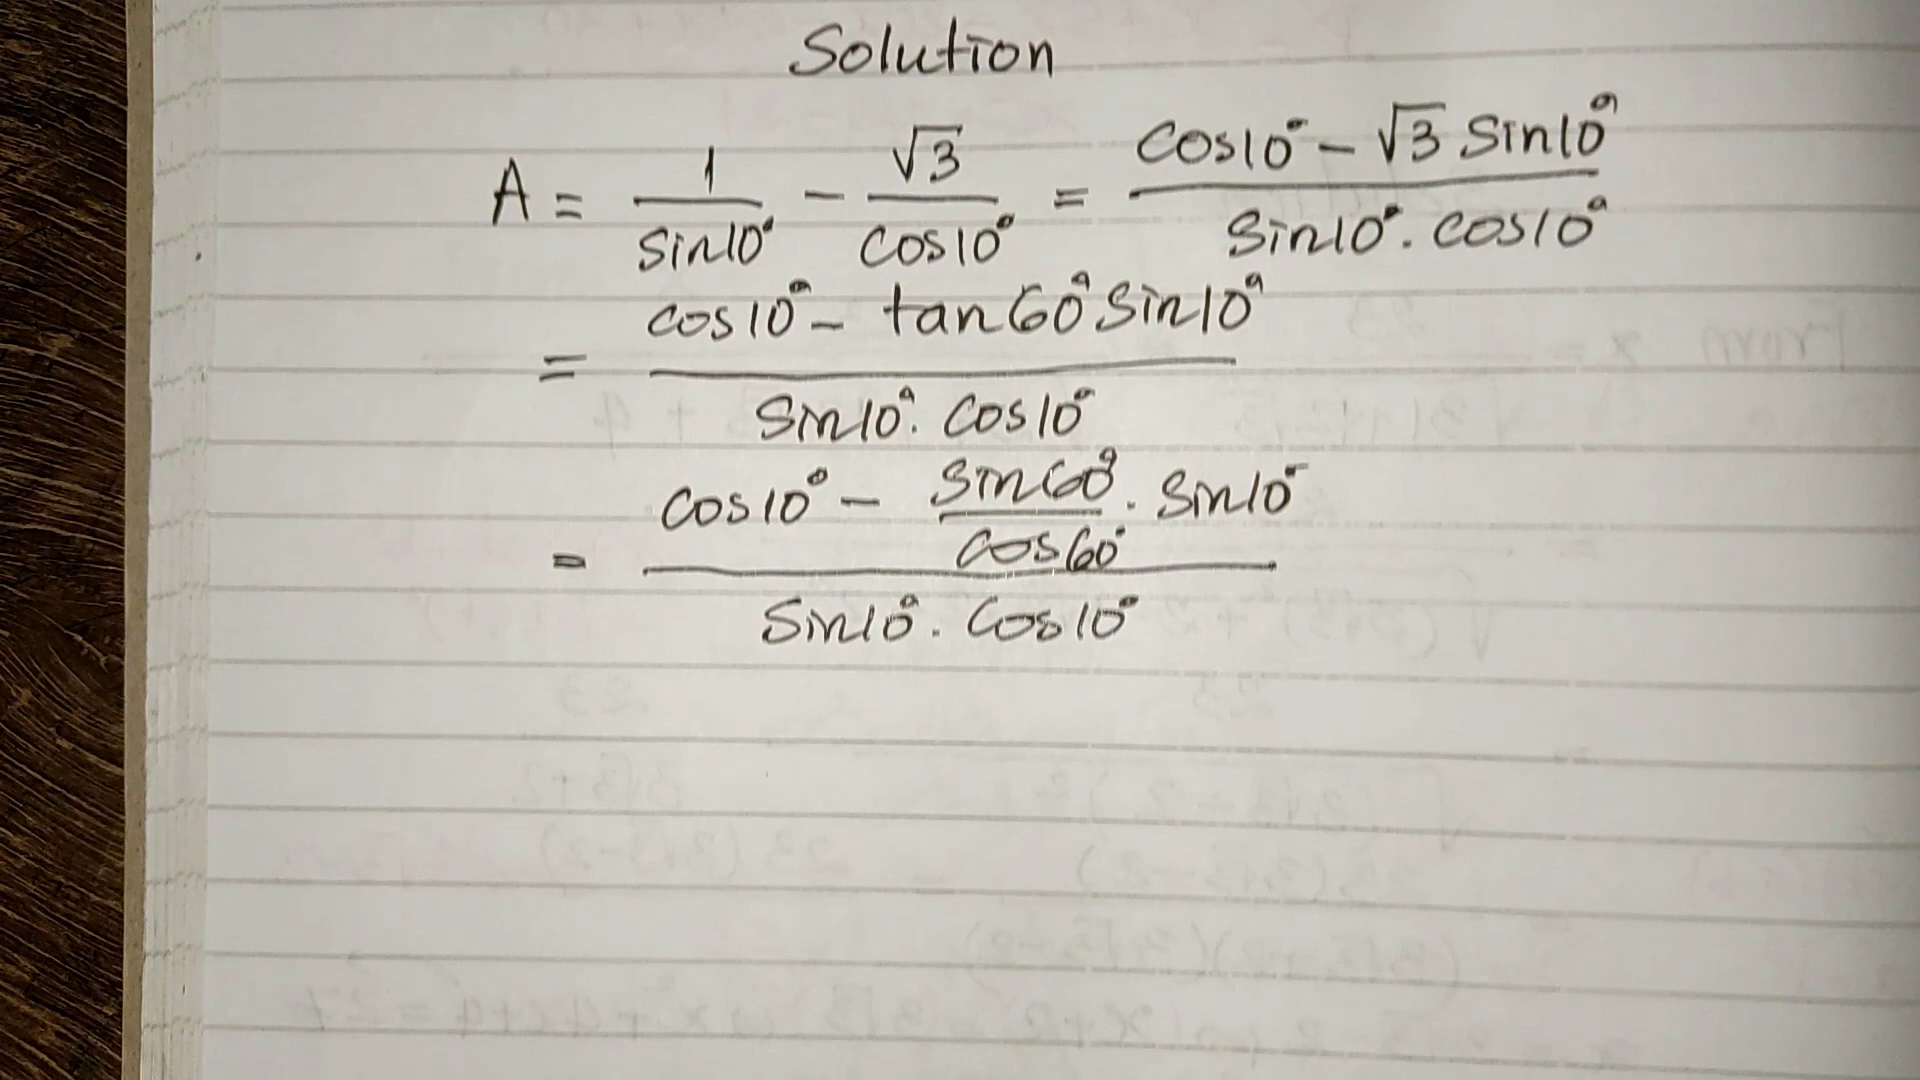 Solution
A = 1/sin10° - √3/cos10° = (cos10° - √3 sin10°)/(sin10° . cos10°)
= (cos10° - tan60° sin10°)/(sin10° . cos10°)
= (cos10° - sin60°/cos60° . sin10°)/(sin10° . cos10°)